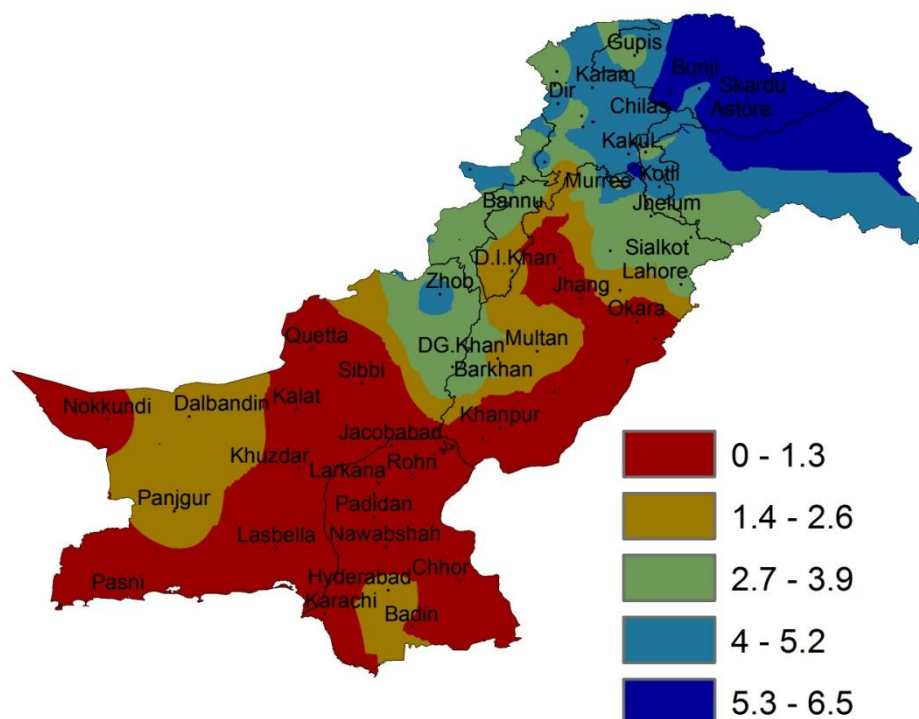 Gupis
Kalam
Bunji
Dir
Skardu
Chilas
Astore
Kakul
Murree
Kotli
Bannu
Jhelum
D.I.Khan
Sialkot
Lahore
Zhob
Jhang
Okara
Quetta
DG.Khan
Multan
Sibbi
Barkhan
Nokkundi
Dalbandin
Kalat
Khanpur
Jacobabad
Khuzdar
Larkana
Rohri
Panjgur
Padidan
Lasbella
Nawabshah
Pasni
Hyderabad
Chhor
Karachi
Badin
0 - 1.3
1.4 - 2.6
2.7 - 3.9
4 - 5.2
5.3 - 6.5